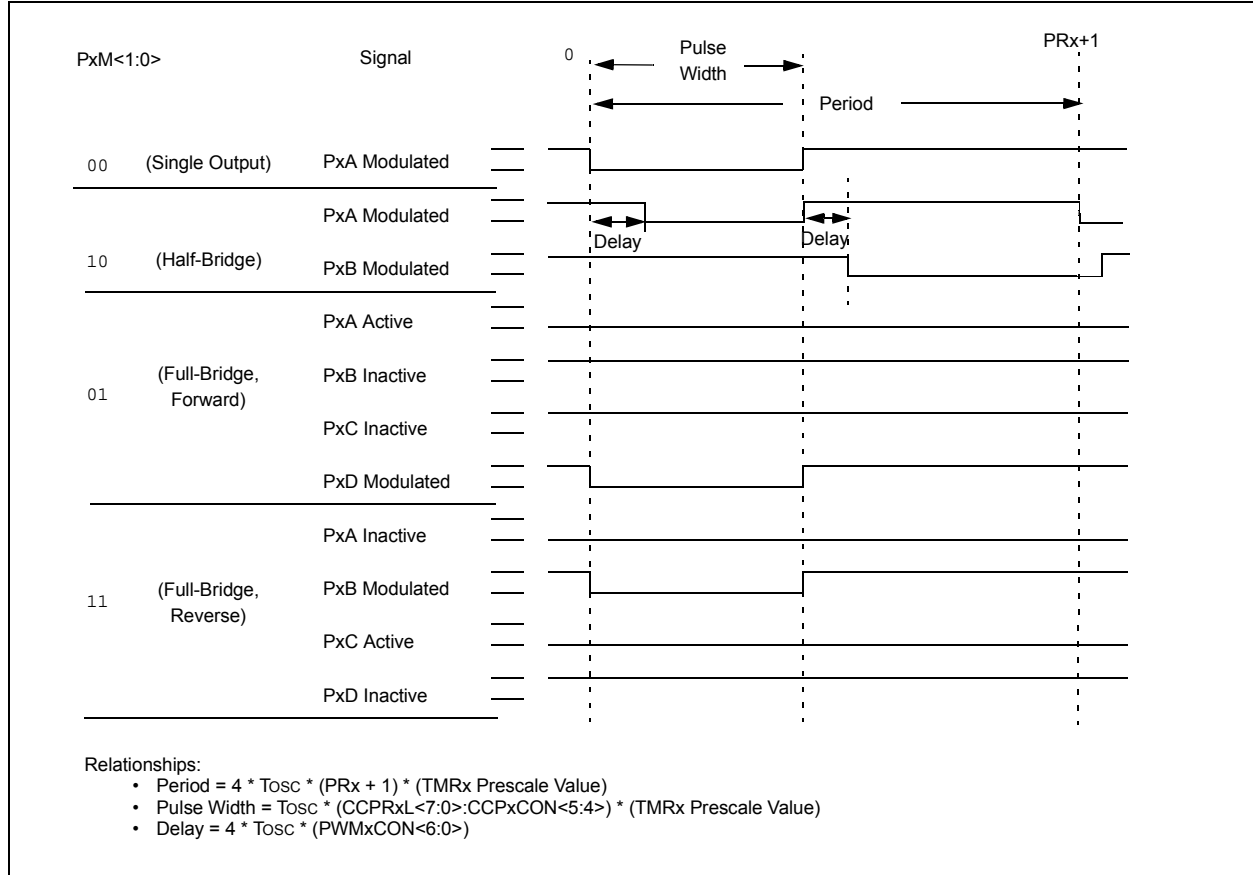 PxM<1:0>
Signal
0
Pulse
Width
PRx+1
Period
00
(Single Output)
PxA Modulated
PxA Modulated
Delay
Delay
10
(Half-Bridge)
PxB Modulated
PxA Active
(Full-Bridge,
Forward)
PxB Inactive
01
PxC Inactive
PxD Modulated
PxA Inactive
(Full-Bridge,
Reverse)
PxB Modulated
11
PxC Active
PxD Inactive
Relationships:
• Period = 4 * TOSC * (PRx + 1) * (TMRx Prescale Value)
• Pulse Width = TOSC * (CCPRxL<7:0>:CCPxCON<5:4>) * (TMRx Prescale Value)
• Delay = 4 * TOSC * (PWMxCON<6:0>)